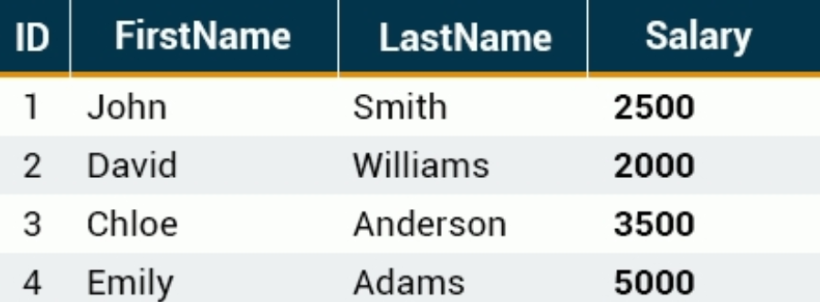 ID FirstName LastName Salary
1 John Smith 2500
2 David Williams 2000
3 Chloe Anderson 3500
4 Emily Adams 5000